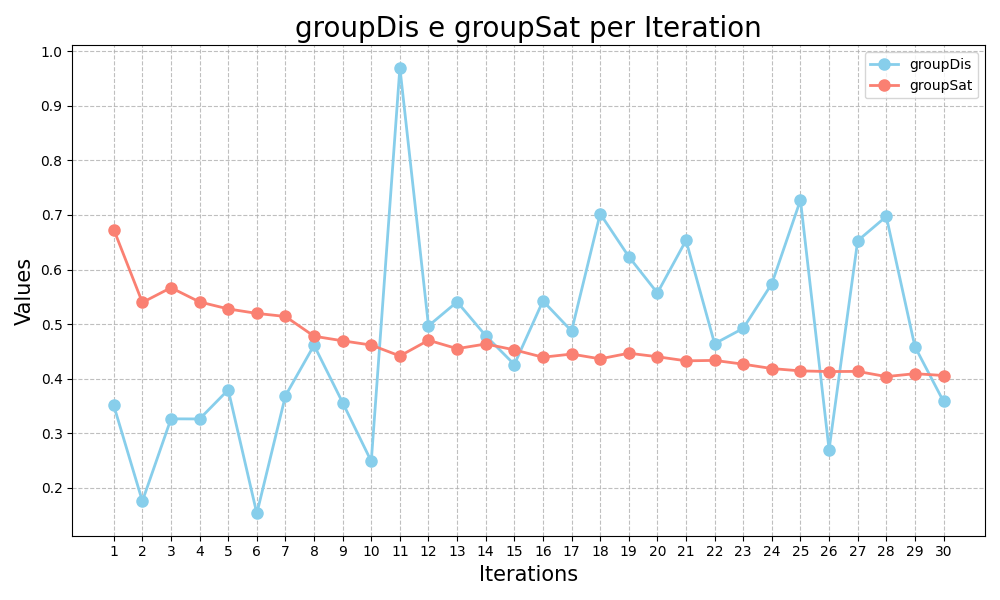 groupDis e groupSat per Iteration
groupDis
groupSat
1.0
0.9
0.8
0.7
0.6
0.5
0.4
0.3
0.2
Values
1 2 3 4 5 6 7 8 9 10 11 12 13 14 15 16 17 18 19 20 21 22 23 24 25 26 27 28 29 30
Iterations